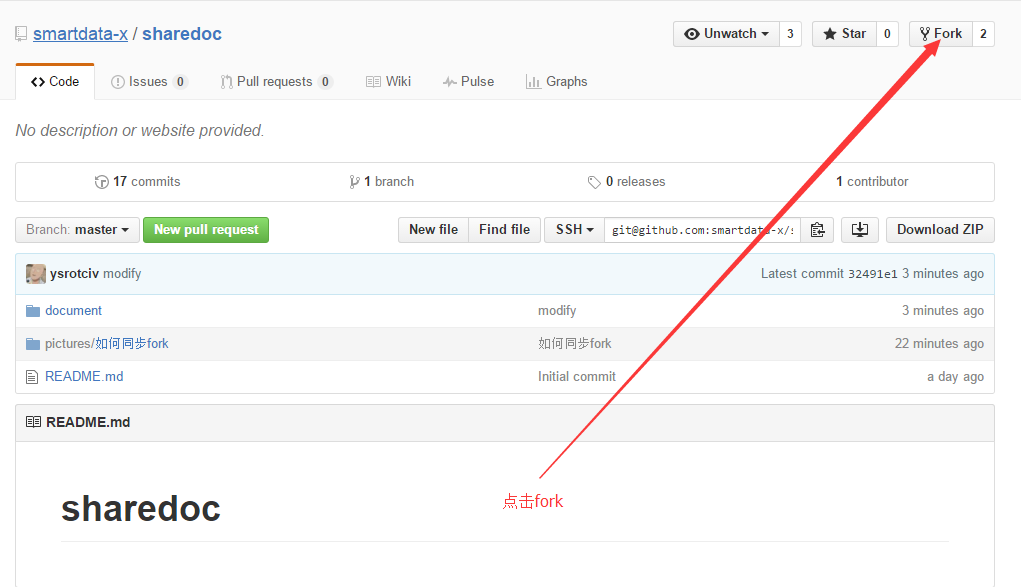 smartdata-x / sharedoc
Unwatch 3 Star 0 Fork 2
Code Issues 0 Pull requests 0 Wiki Pulse Graphs
No description or website provided.
17 commits 1 branch 0 releases 1 contributor
Branch: master New pull request New file Find file SSH git@github.com:smartdata-x/s Download ZIP
ysrotciv modify Latest commit 32491e1 3 minutes ago
document modify 3 minutes ago
pictures/如何同步fork 如何同步fork 22 minutes ago
README.md Initial commit a day ago
README.md
sharedoc
点击fork